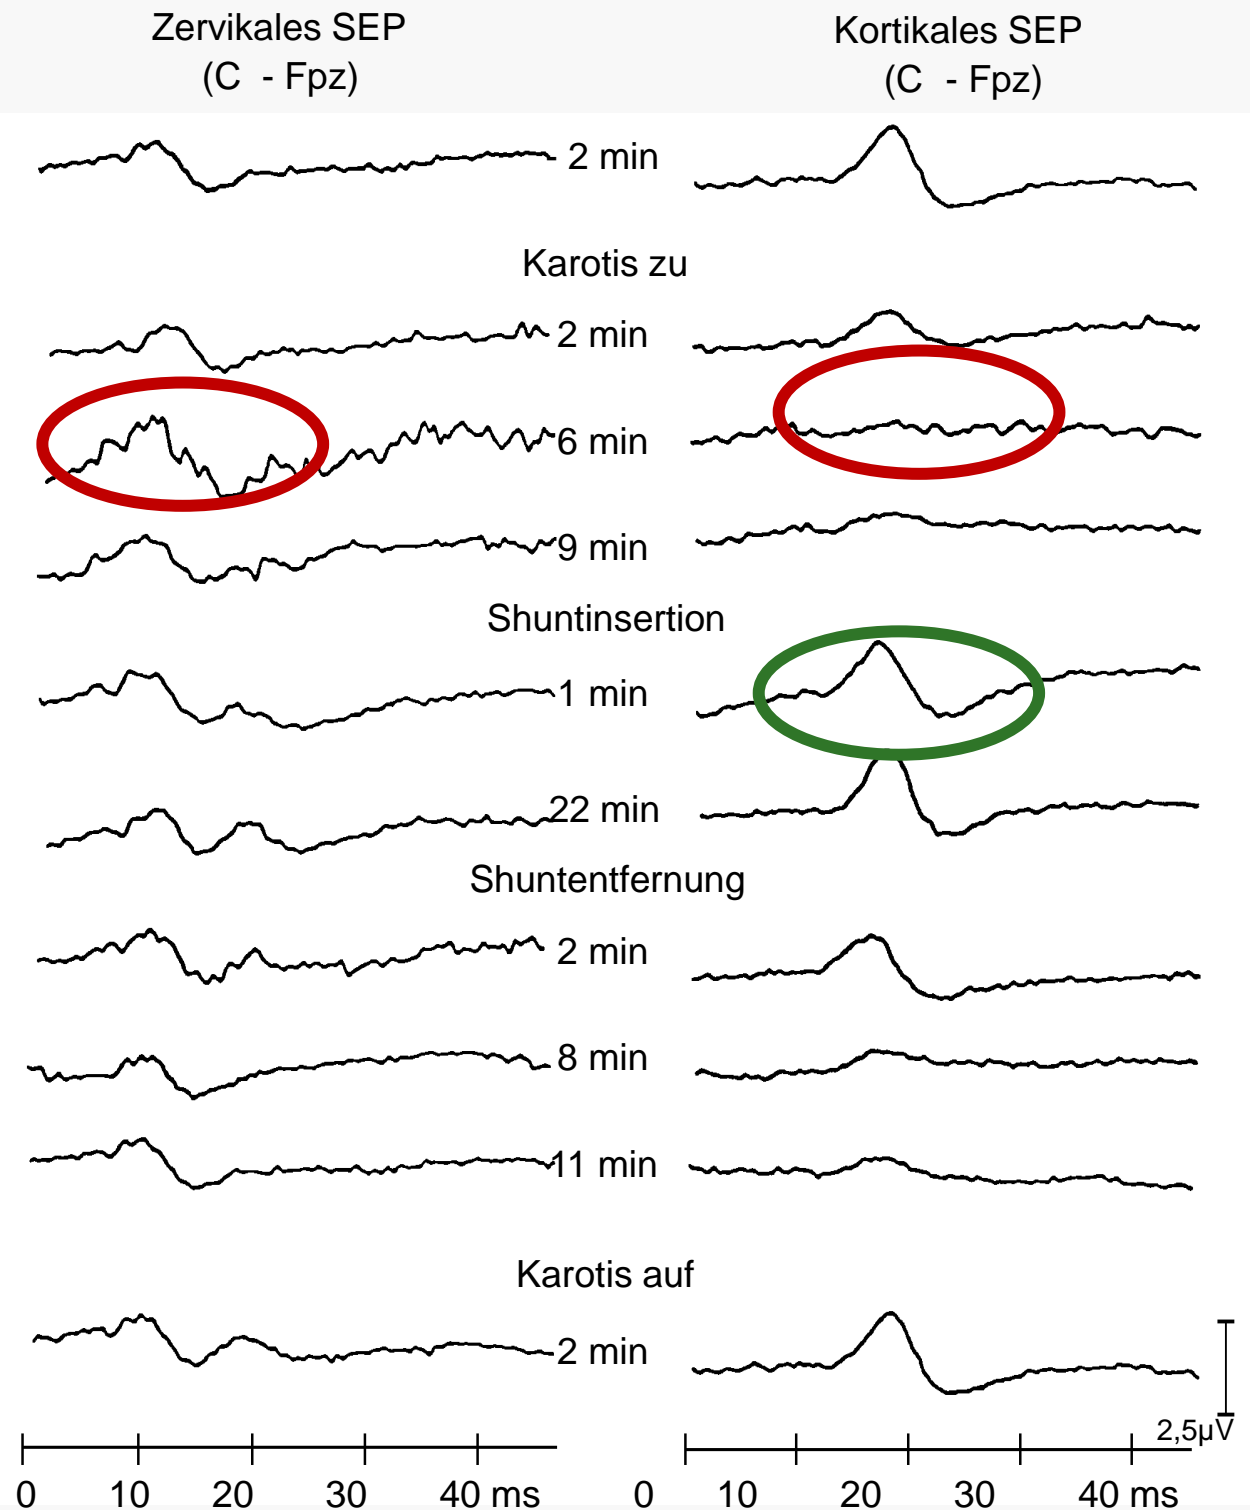 Zervikales SEP
(C - Fpz)
Kortikales SEP
(C - Fpz)
2 min
Karotis zu
2 min
6 min
9 min
Shuntinsertion
1 min
22 min
Shuntentfernung
2 min
8 min
11 min
Karotis auf
2 min
2,5µV
0 10 20 30 40 ms
0 10 20 30 40 ms